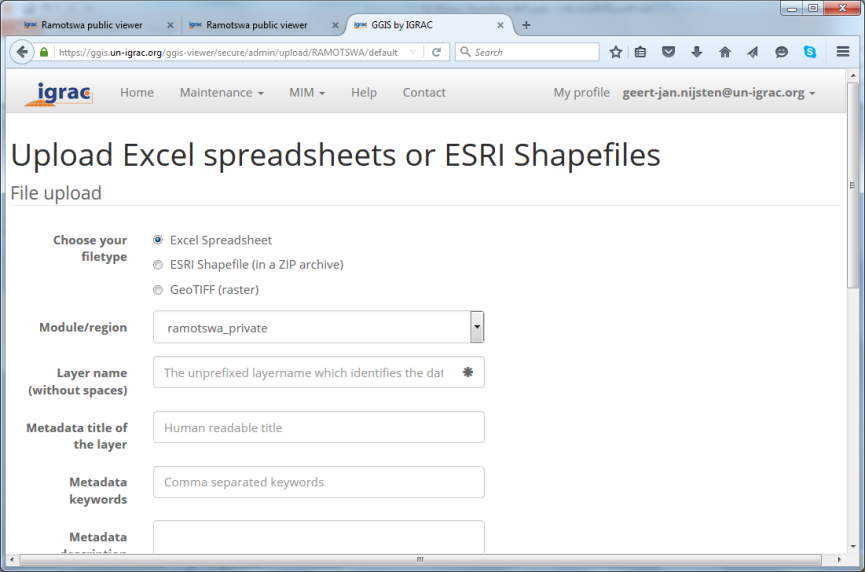 Ramotswa public viewer
Ramotswa public viewer
GGIS by IGRAC
https://ggis.un-igrac.org/ggis-viewer/secure/admin/upload/RAMOTSWA/default
Search
igrac
Home
Maintenance
MIM
Help
Contact
My profile
geert-jan.nijsten@un-igrac.org
Upload Excel spreadsheets or ESRI Shapefiles
File upload
Choose your
filetype
Excel Spreadsheet
ESRI Shapefile (in a ZIP archive)
GeoTIFF (raster)
Module/region
ramotswa_private
Layer name
(without spaces)
The unprefixed layername which identifies the dat
Metadata title of
the layer
Human readable title
Metadata
keywords
Comma separated keywords
Metadata
description